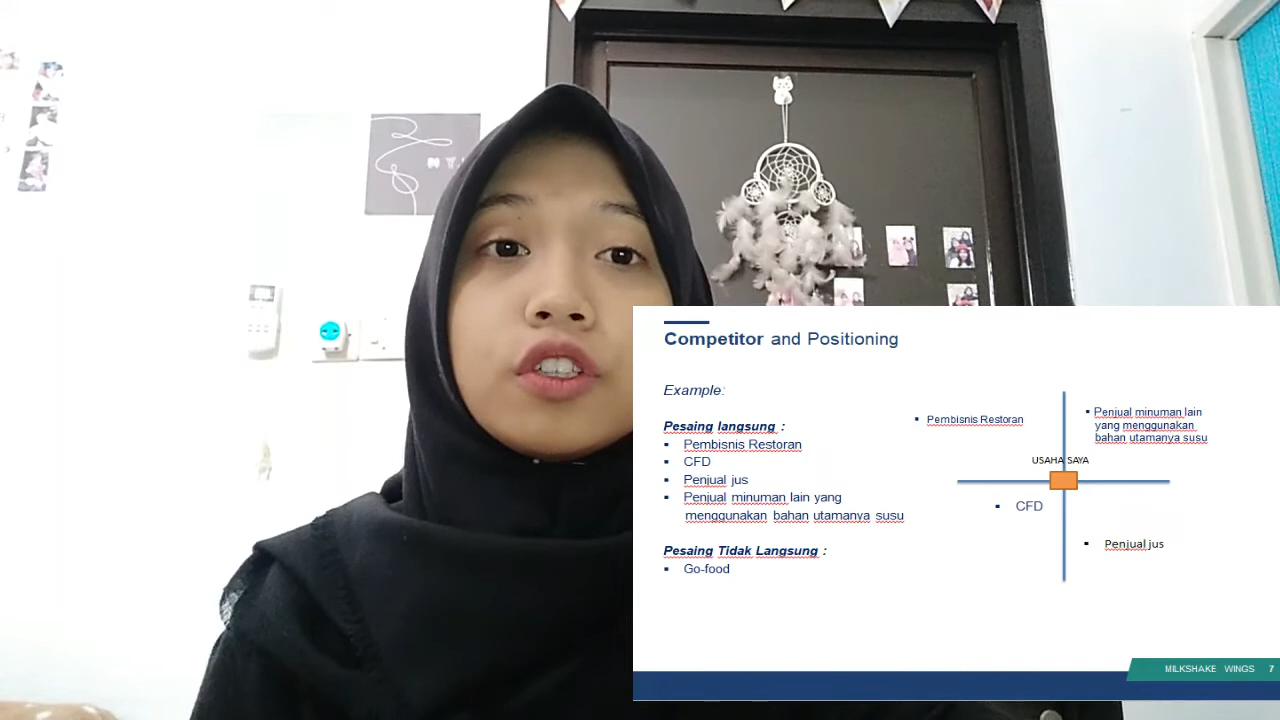 Competitor and Positioning
Example:
Pesaing langsung :
▪ Pembisnis Restoran
▪ CFD
▪ Penjual jus
▪ Penjual minuman lain yang
menggunakan bahan utamanya susu
Pesaing Tidak Langsung :
▪ Go-food
▪ Pembisnis Restoran
▪ Penjual minuman lain
yang menggunakan
bahan utamanya susu
USAHA SAYA
▪ CFD
▪ Penjual jus
MILKSHAKE WINGS 7